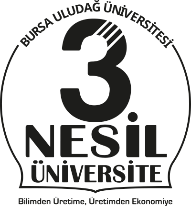 BURSA ULUDAĞ ÜNİVERSİTESİ
3
NESİL
ÜNİVERSİTE
Bilimden Üretime, Üretimden Ekonomiye